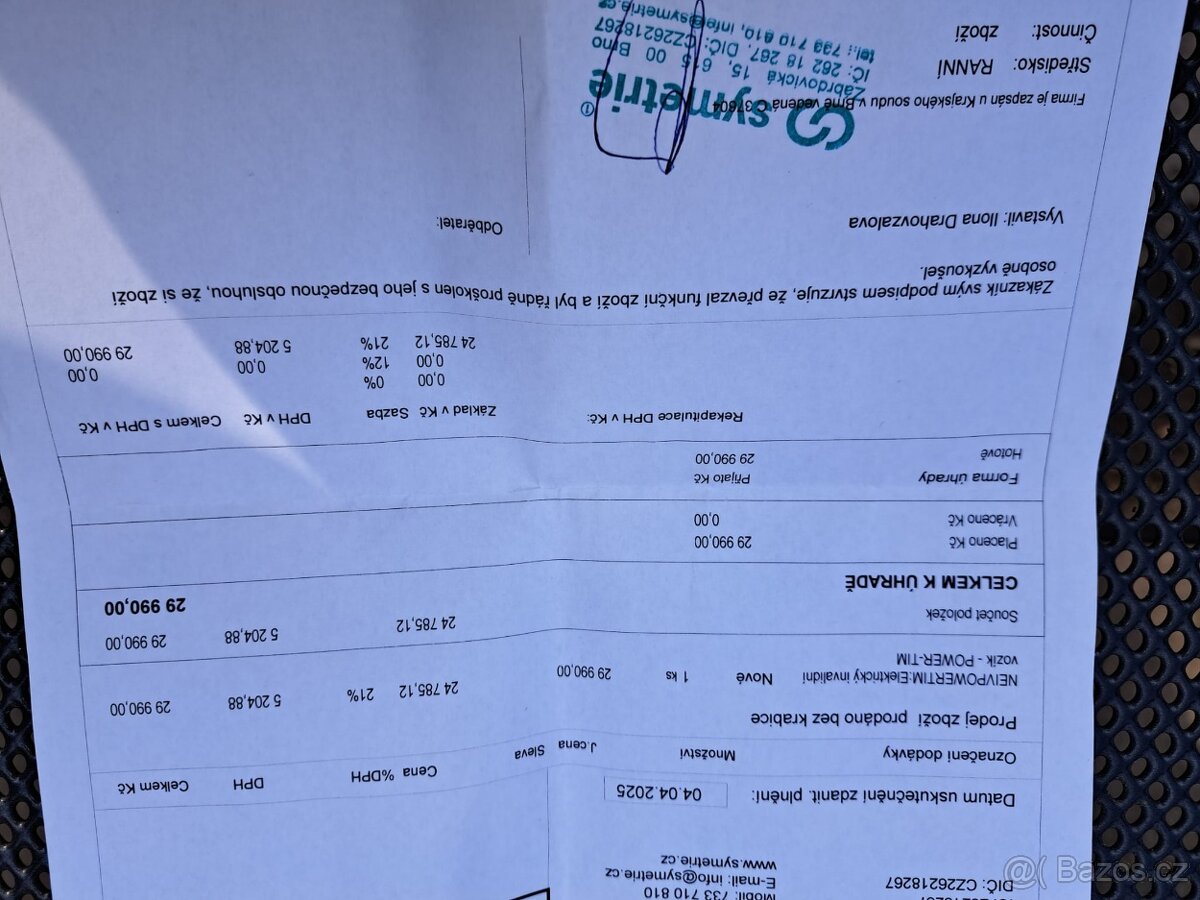 Mobil: 733 710 810
DIČ: CZ26218267
E-mail: info@symetrie.cz
www.symetrie.cz
Datum uskutečnění zdanit. plnění: 04.04.2025
Označení dodávky Množství J.cena Sleva Cena %DPH DPH Celkem Kč
Prodej zboží prodáno bez krabice
NEIVPOWERTIM:Elektrický invalidní Nové 1 ks 29 990,00 24 785,12 21% 5 204,88 29 990,00
vozík - POWER-TIM
Součet položek 24 785,12 5 204,88 29 990,00
CELKEM K ÚHRADĚ 29 990,00
Placeno Kč 29 990,00
Vráceno Kč 0,00
Forma úhrady Přijato Kč
Hotově 29 990,00
Rekapitulace DPH v Kč: Základ v Kč Sazba DPH v Kč Celkem s DPH v Kč
0,00 0%
0,00 12% 0,00 0,00
24 785,12 21% 5 204,88 29 990,00
Zákazník svým podpisem stvrzuje, že převzal funkční zboží a byl řádně proškolen s jeho bezpečnou obsluhou, že si zboží
osobně vyzkoušel.
Vystavil: Ilona Drahovzalova Odběratel:
symetrie
Zábrdovická 15, 615 00 Brno
IČ: 262 18 267, DIČ: CZ26218267
tel.: 733 710 810, info@symetrie.cz
Firma je zapsán u Krajského soudu v Brně vedená 37804
Středisko: RANNÍ
Činnost: zboží
@( Bazos.cz